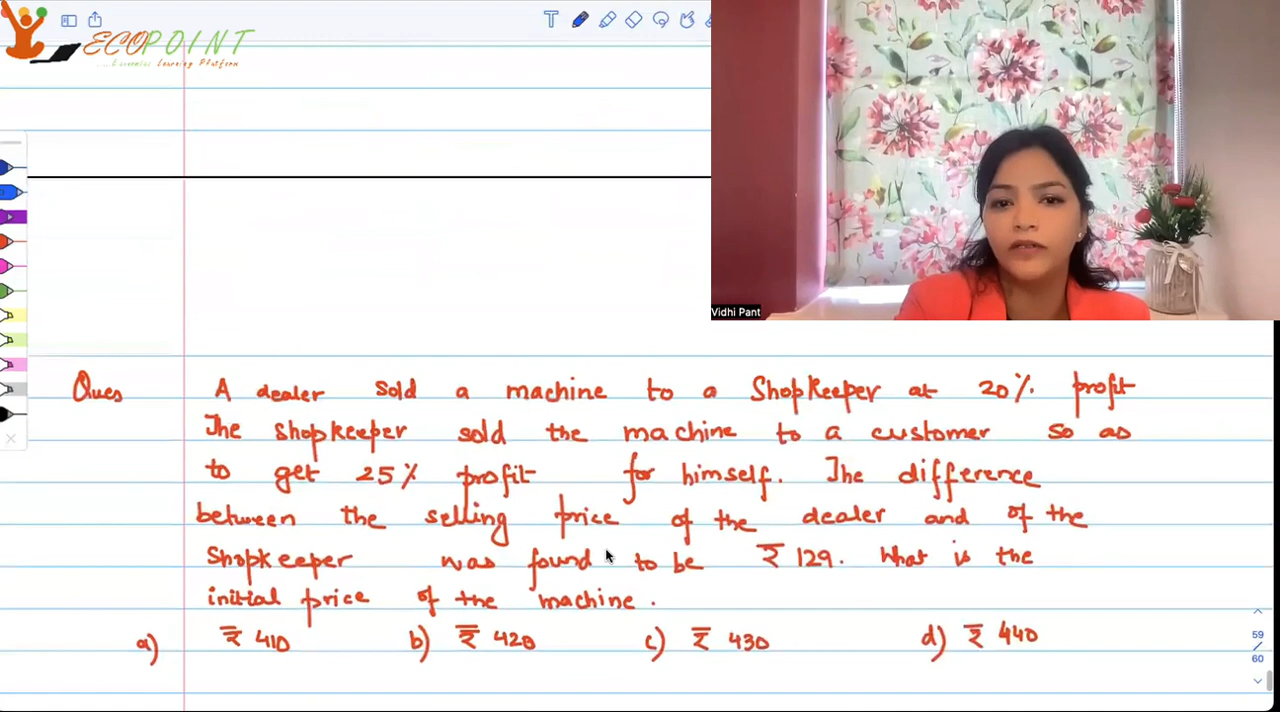 ECOPOINT
Learning Platform
Vidhi Pant
Ques A dealer sold a machine to a Shopkeeper at 20% profit
The shopkeeper sold the machine to a customer so as
to get 25% profit for himself. The difference
between the selling price of the dealer and of the
Shopkeeper was found to be ₹ 129. What is the
initial price of the machine.
a) ₹ 410 b) ₹ 420 c) ₹ 430 d) ₹ 440
59
/
60